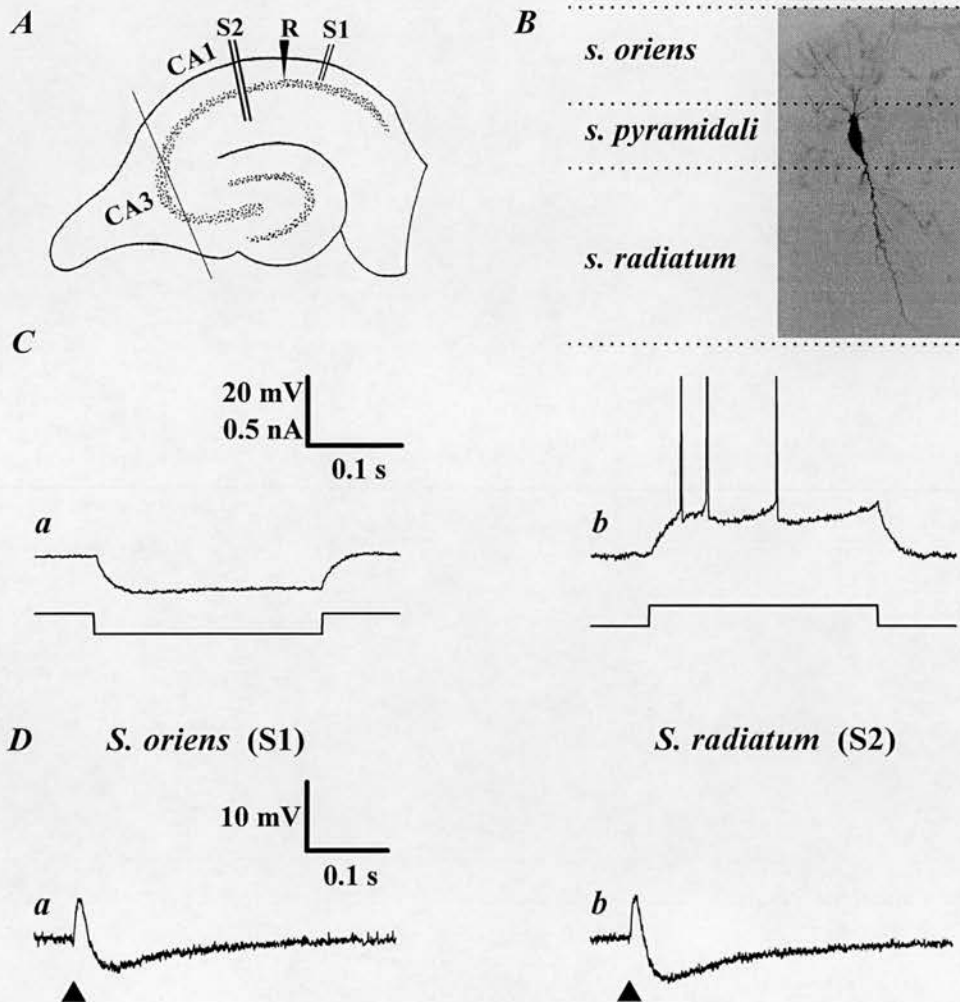 A
S2 R S1
CA1
CA3
B
s. oriens
s. pyramidali
s. radiatum
C
20 mV
0.5 nA
0.1 s
a
b
D S. oriens (S1) S. radiatum (S2)
10 mV
0.1 s
a
b